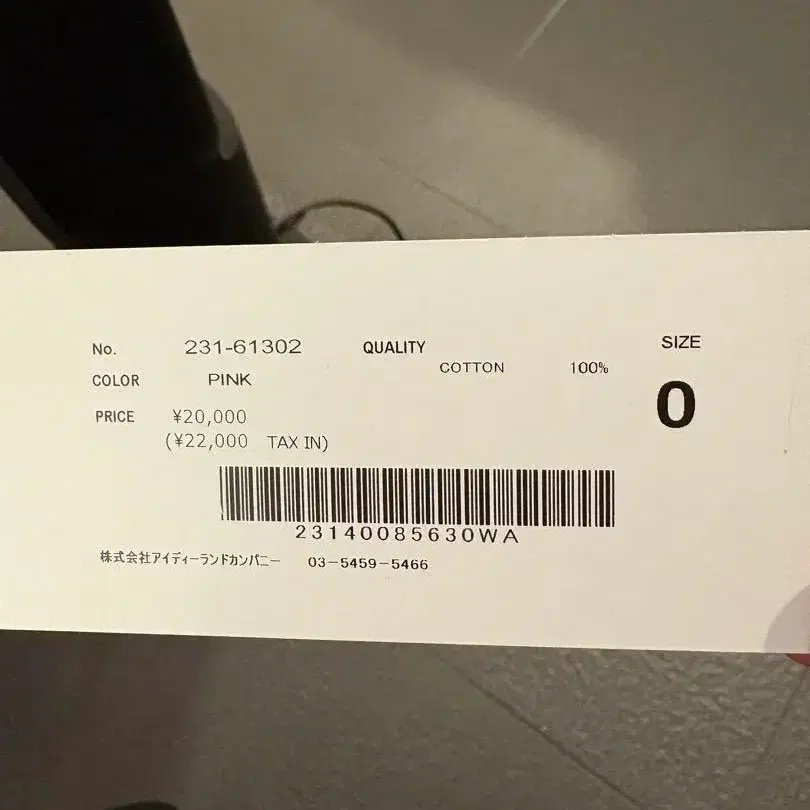 No. 231-61302 QUALITY SIZE
COTTON 100%
COLOR PINK
0
PRICE ¥20,000
(¥22,000 TAX IN)
23140085630WA
株式会社アイディーランドカンパニー 03-5459-5466